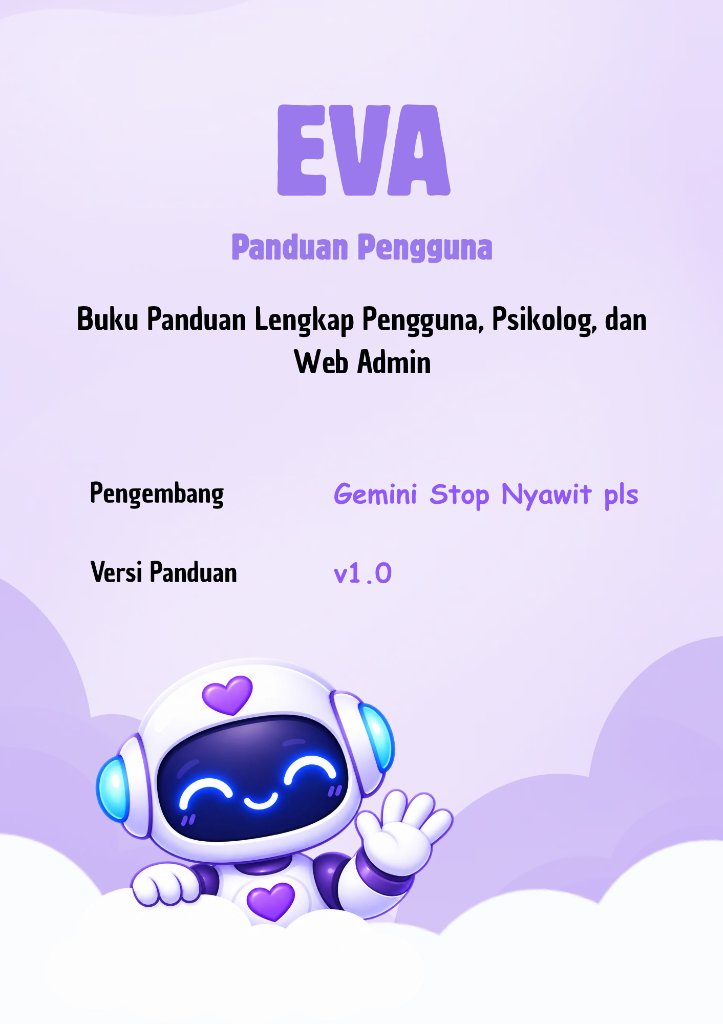 EVA
Panduan Pengguna
Buku Panduan Lengkap Pengguna, Psikolog, dan
Web Admin
Pengembang Gemini Stop Nyawit pls
Versi Panduan v1.0